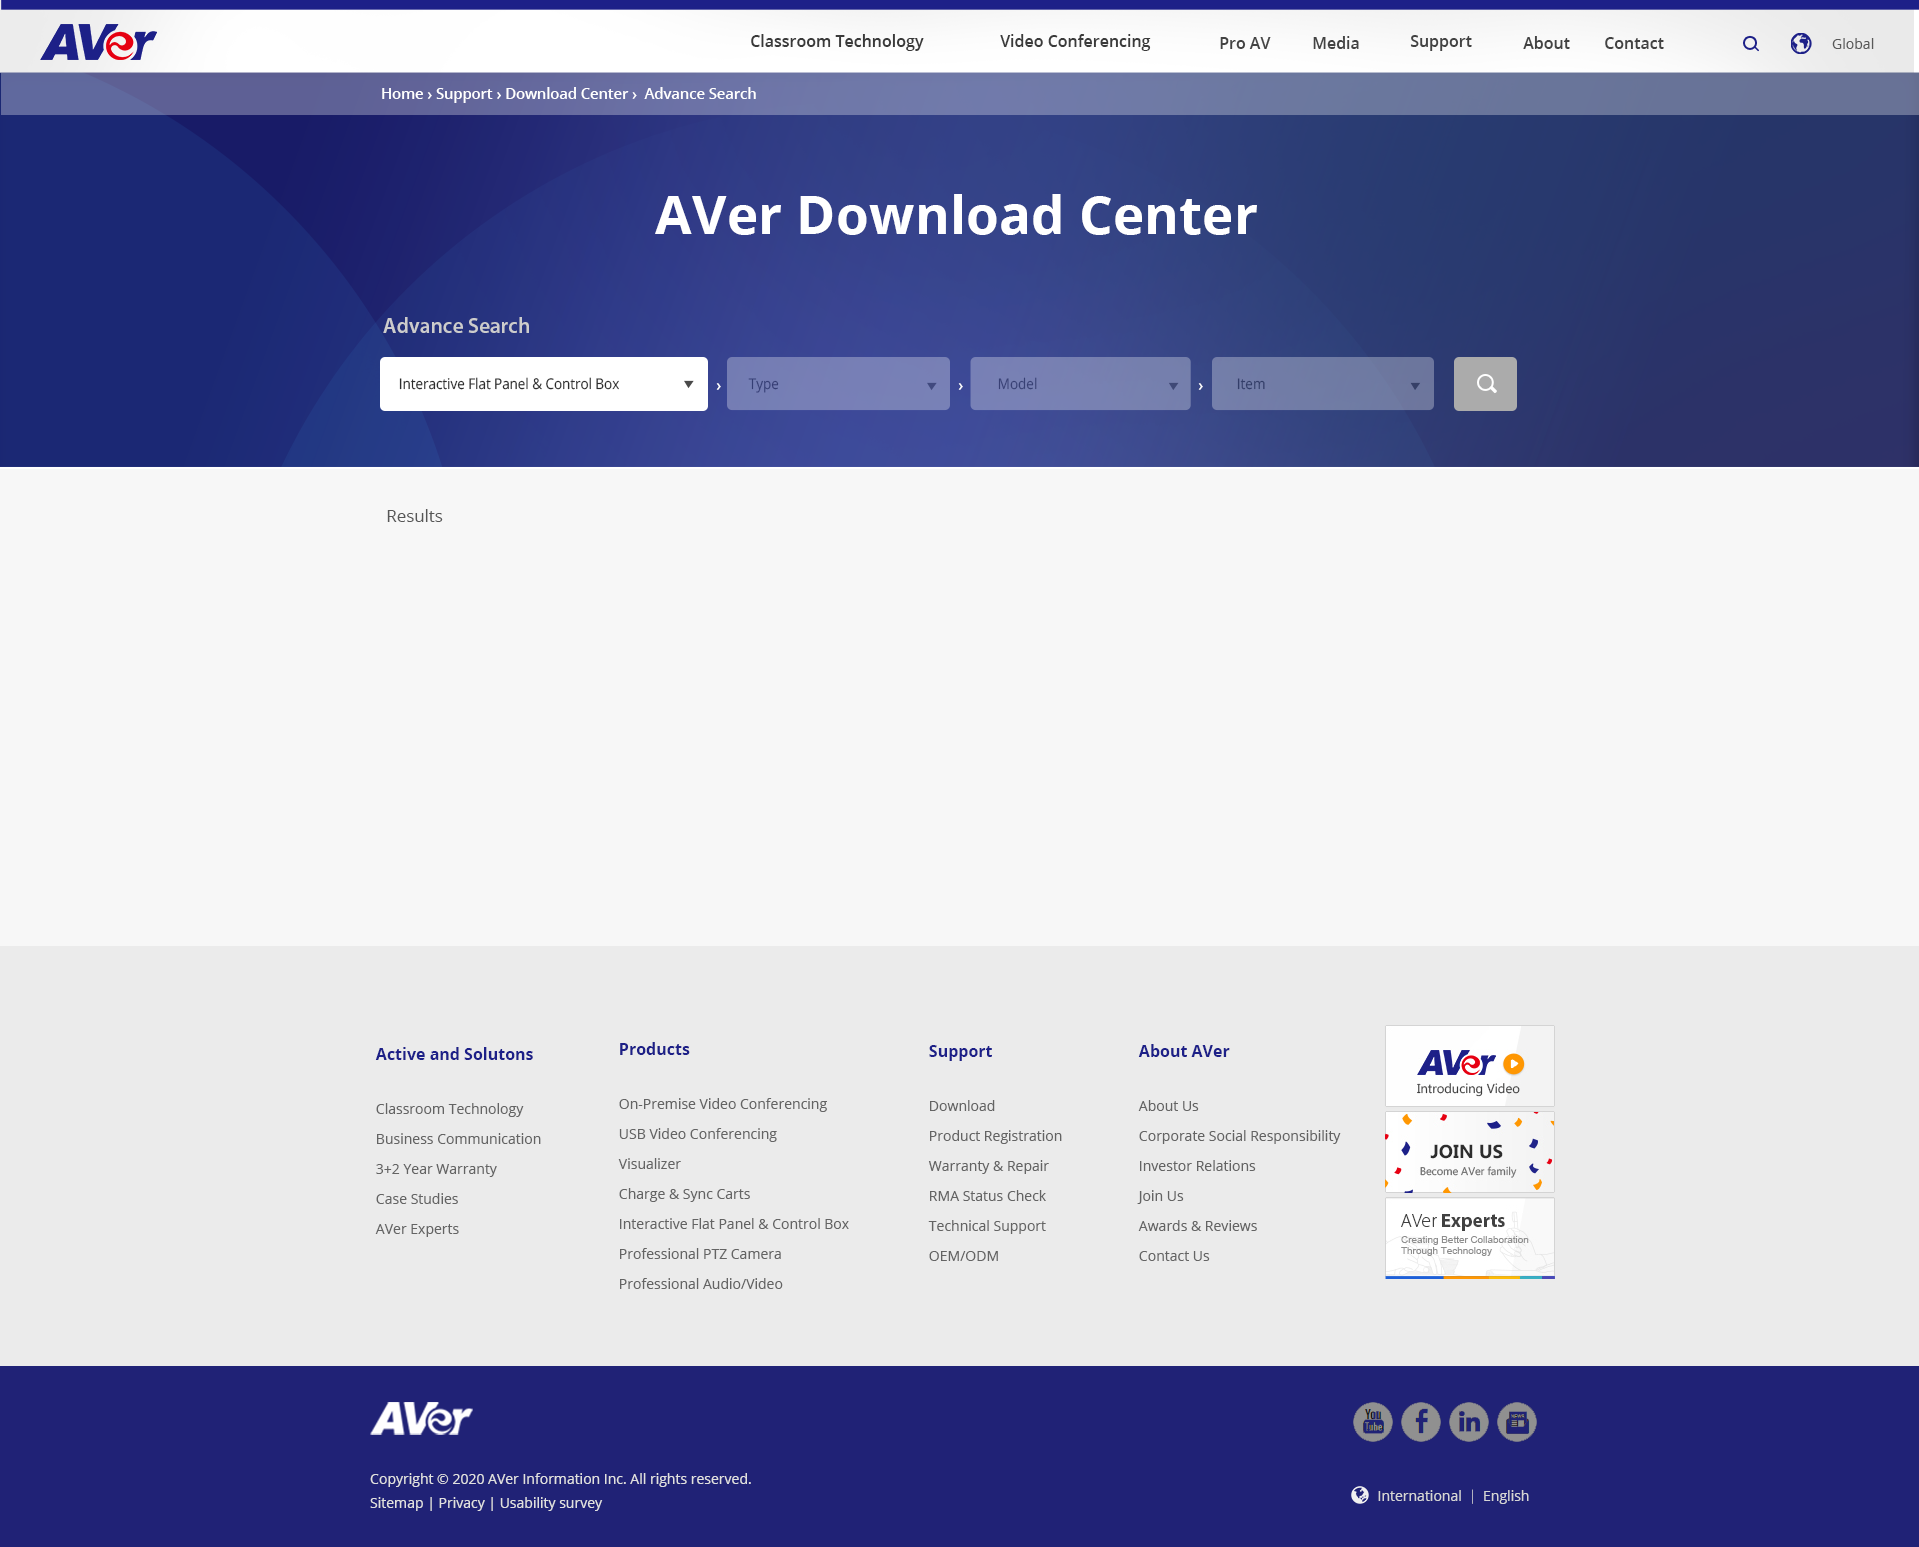 AVer
Classroom Technology
Video Conferencing
Pro AV
Media
Support
About
Contact
Global
Home › Support › Download Center › Advance Search
AVer Download Center
Advance Search
Interactive Flat Panel & Control Box
›
Type
›
Model
›
Item
Results
Active and Solutons
Classroom Technology
Business Communication
3+2 Year Warranty
Case Studies
AVer Experts
Products
On-Premise Video Conferencing
USB Video Conferencing
Visualizer
Charge & Sync Carts
Interactive Flat Panel & Control Box
Professional PTZ Camera
Professional Audio/Video
Support
Download
Product Registration
Warranty & Repair
RMA Status Check
Technical Support
OEM/ODM
About AVer
About Us
Corporate Social Responsibility
Investor Relations
Join Us
Awards & Reviews
Contact Us
AVer
Introducing Video
JOIN US
Become AVer family
AVer Experts
Creating Better Collaboration
Through Technology
AVer
You
Tube
f
in
NEWS
Copyright © 2020 AVer Information Inc. All rights reserved.
Sitemap | Privacy | Usability survey
International | English